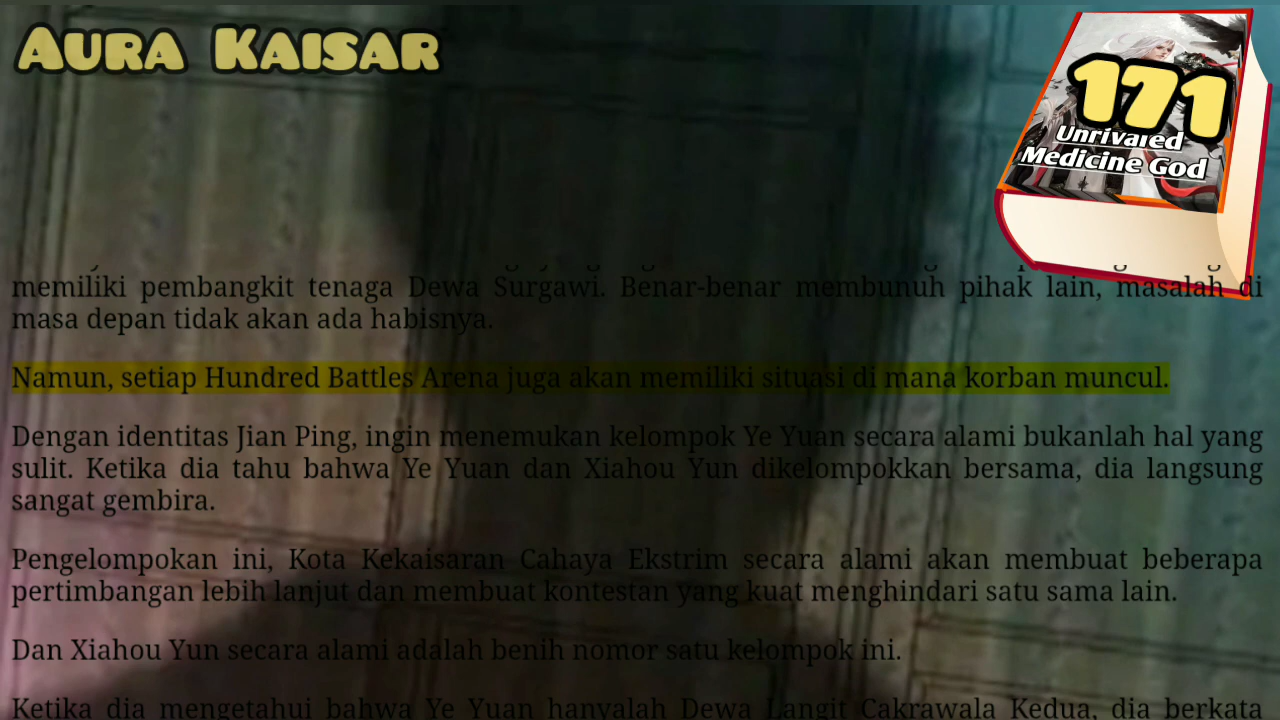 Aura Kaisar
171
Unrivaled
Medicine God
memiliki pembangkit tenaga Dewa Surgawi. Benar-benar membunuh pihak lain, masalah di
masa depan tidak akan ada habisnya.
Namun, setiap Hundred Battles Arena juga akan memiliki situasi di mana korban muncul.
Dengan identitas Jian Ping, ingin menemukan kelompok Ye Yuan secara alami bukanlah hal yang
sulit. Ketika dia tahu bahwa Ye Yuan dan Xiahou Yun dikelompokkan bersama, dia langsung
sangat gembira.
Pengelompokan ini, Kota Kekaisaran Cahaya Ekstrim secara alami akan membuat beberapa
pertimbangan lebih lanjut dan membuat kontestan yang kuat menghindari satu sama lain.
Dan Xiahou Yun secara alami adalah benih nomor satu kelompok ini.
Ketika dia mengetahui bahwa Ye Yuan hanyalah Dewa Langit Cakrawala Kedua, dia berkata